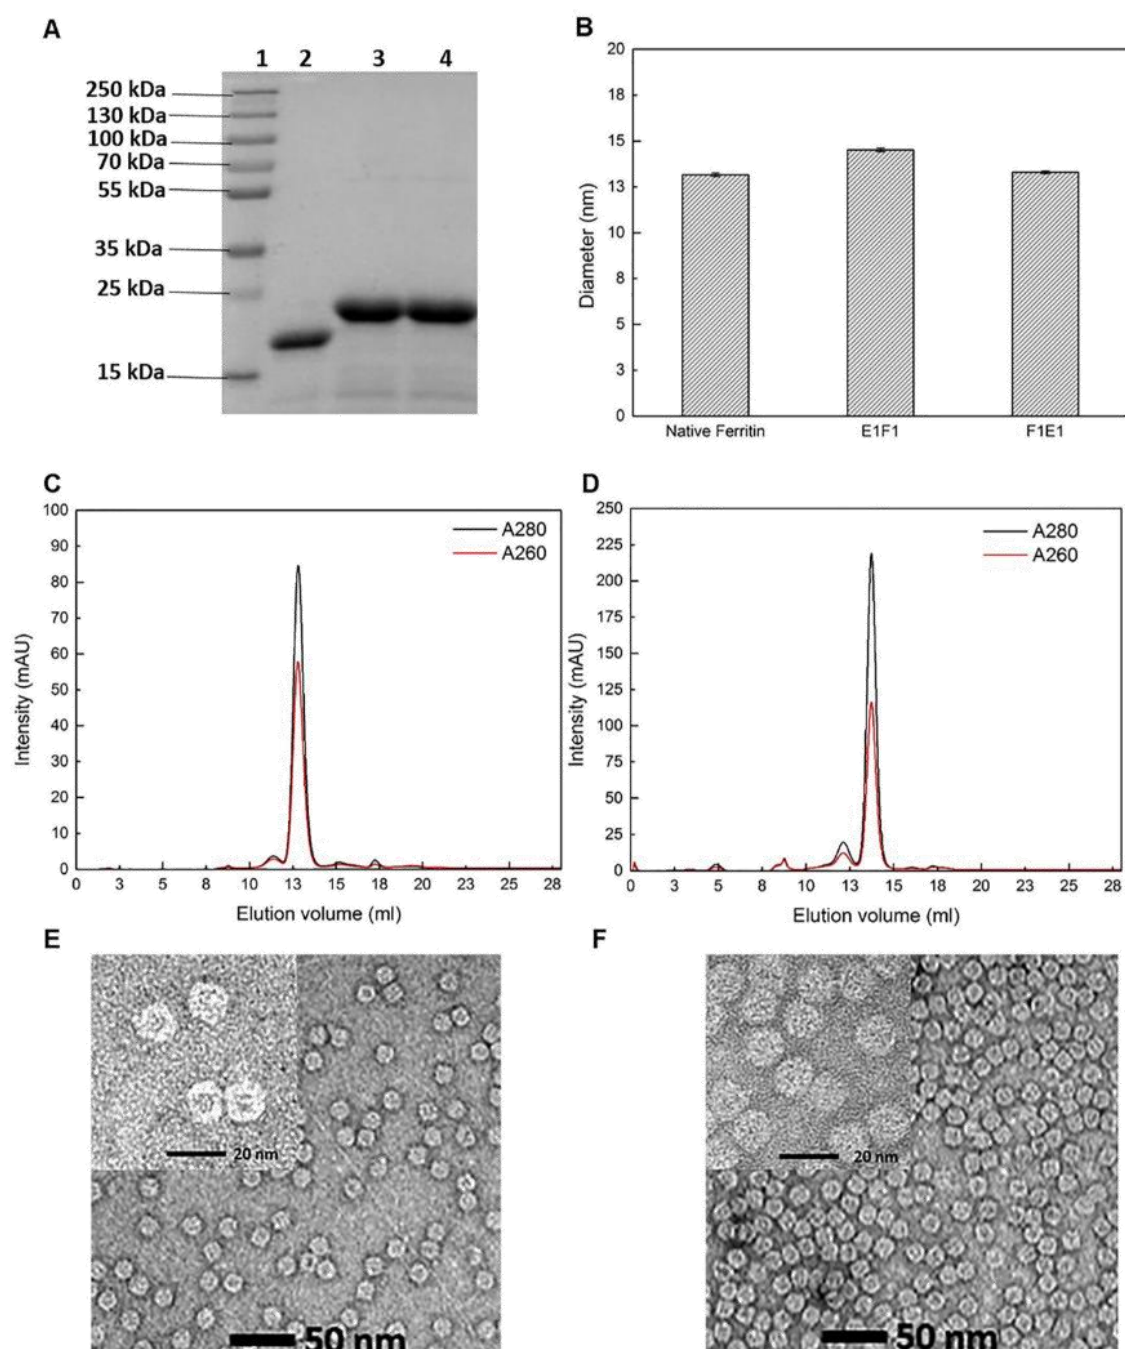 A
1 2 3 4
250 kDa
130 kDa
100 kDa
70 kDa
55 kDa
35 kDa
25 kDa
15 kDa
B
20
18
15
13
10
8
5
3
0
Diameter (nm)
Native Ferritin E1F1 F1E1
C
100
90
80
70
60
50
40
30
20
10
0
Intensity (mAU)
A280
A260
0 3 5 8 10 13 15 18 20 23 25 28
Elution volume (ml)
D
250
225
200
175
150
125
100
75
50
25
0
Intensity (mAU)
A280
A260
0 3 5 8 10 13 15 18 20 23 25 28
Elution volume (ml)
E
20 nm
50 nm
F
20 nm
50 nm